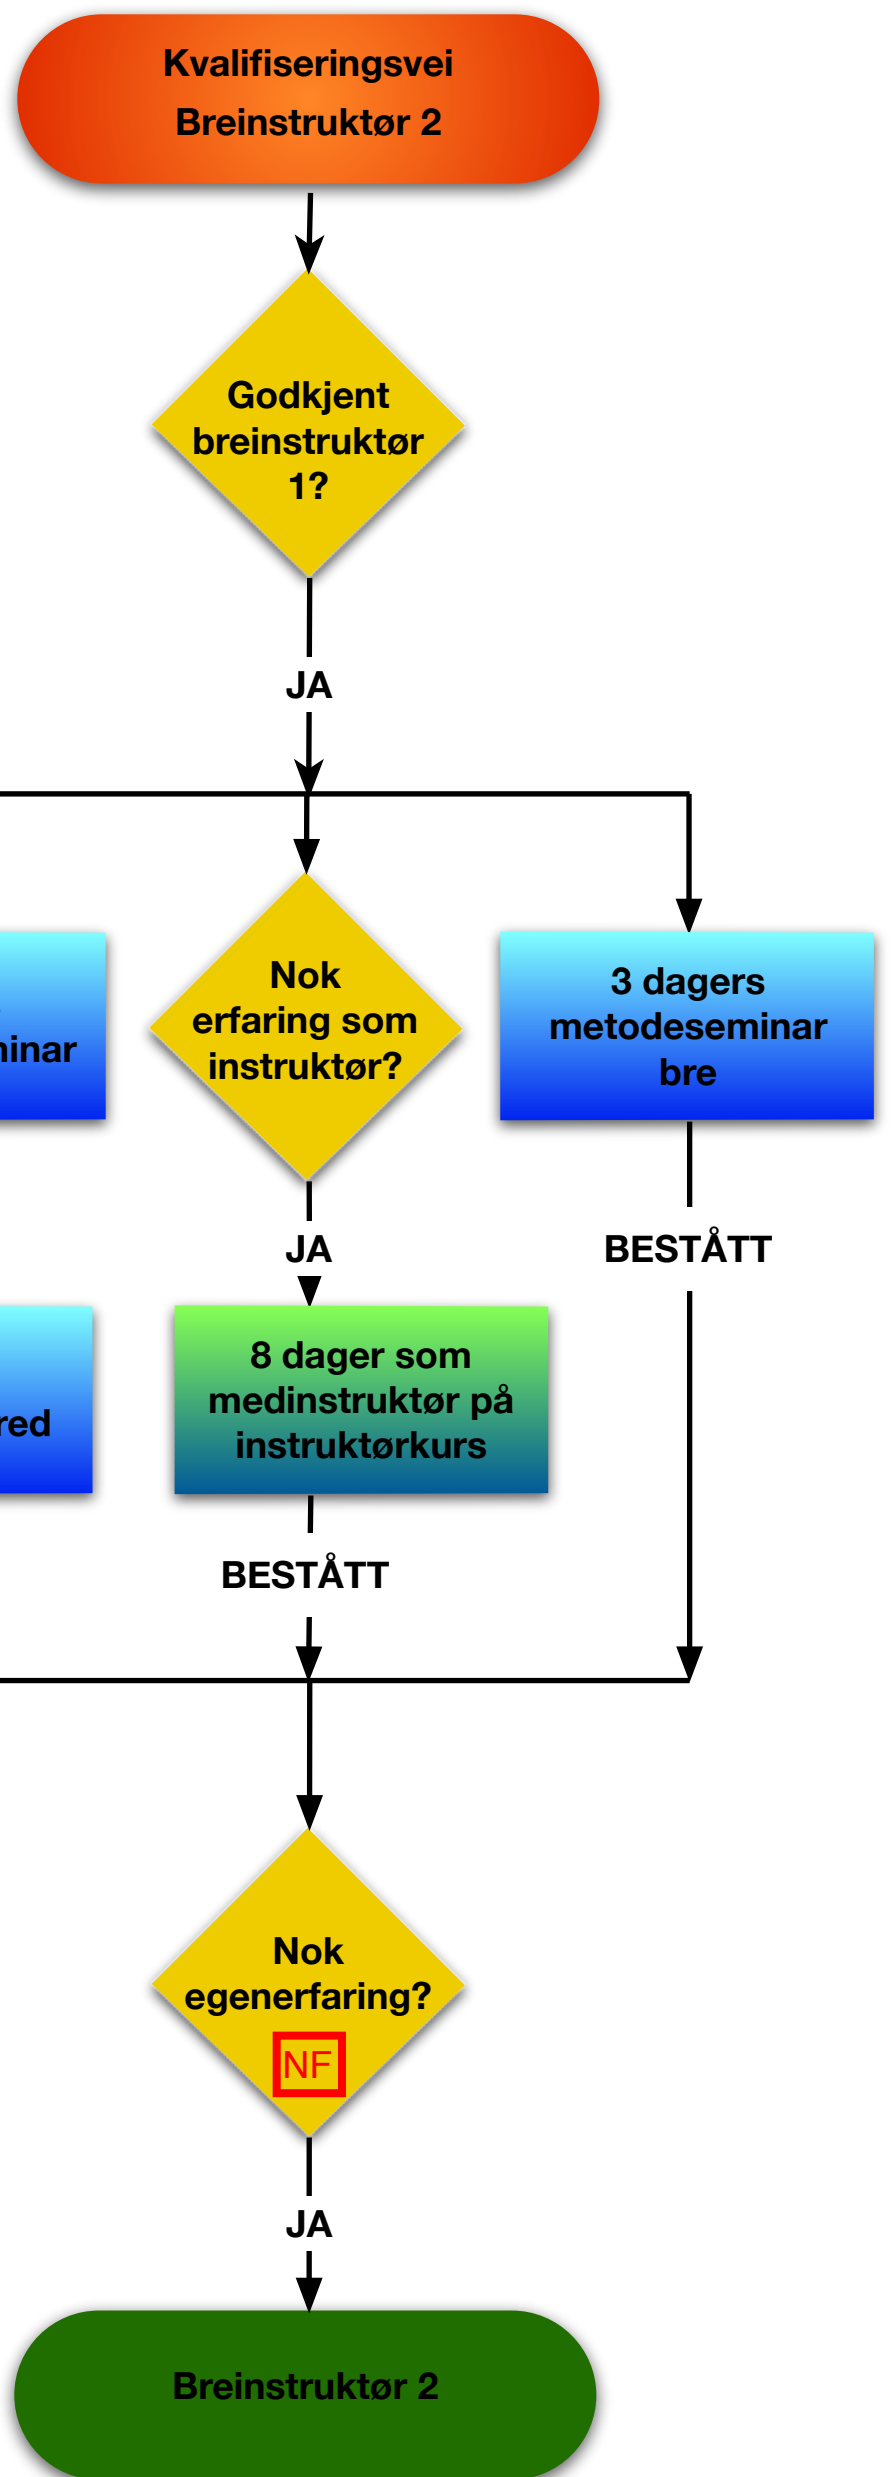 Kvalifiseringsvei
Breinstruktør 2
Godkjent
breinstruktør
1?
JA
Nok
erfaring som
instruktør?
3 dagers
metodeseminar
bre
JA
BESTÅTT
8 dager som
medinstruktør på
instruktørkurs
BESTÅTT
Nok
egenerfaring?
NF
JA
Breinstruktør 2